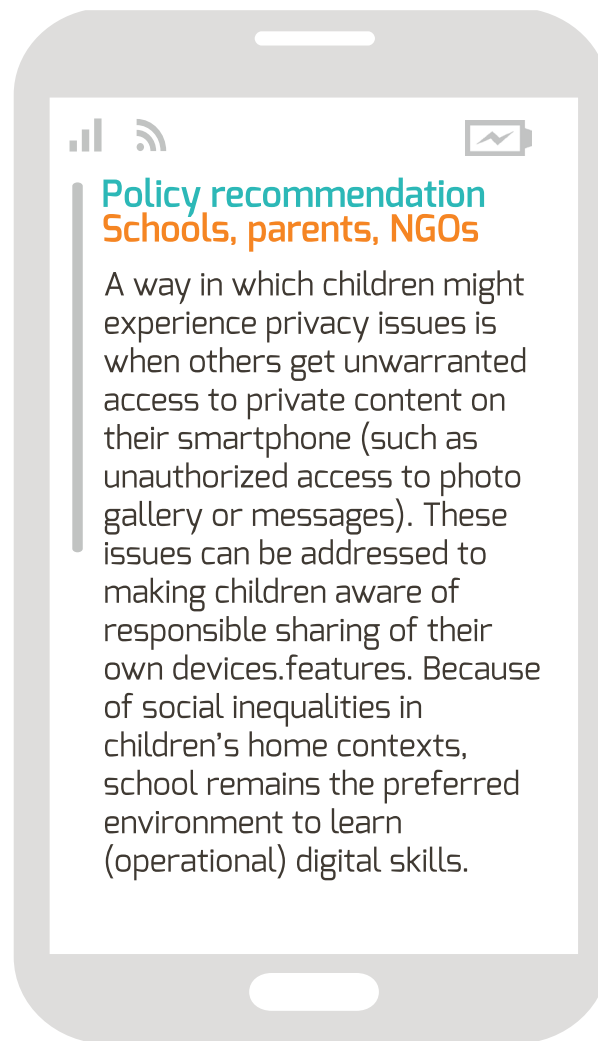 Policy recommendation
Schools, parents, NGOs
A way in which children might
experience privacy issues is
when others get unwarranted
access to private content on
their smartphone (such as
unauthorized access to photo
gallery or messages). These
issues can be addressed to
making children aware of
responsible sharing of their
own devices.features. Because
of social inequalities in
children's home contexts,
school remains the preferred
environment to learn
(operational) digital skills.